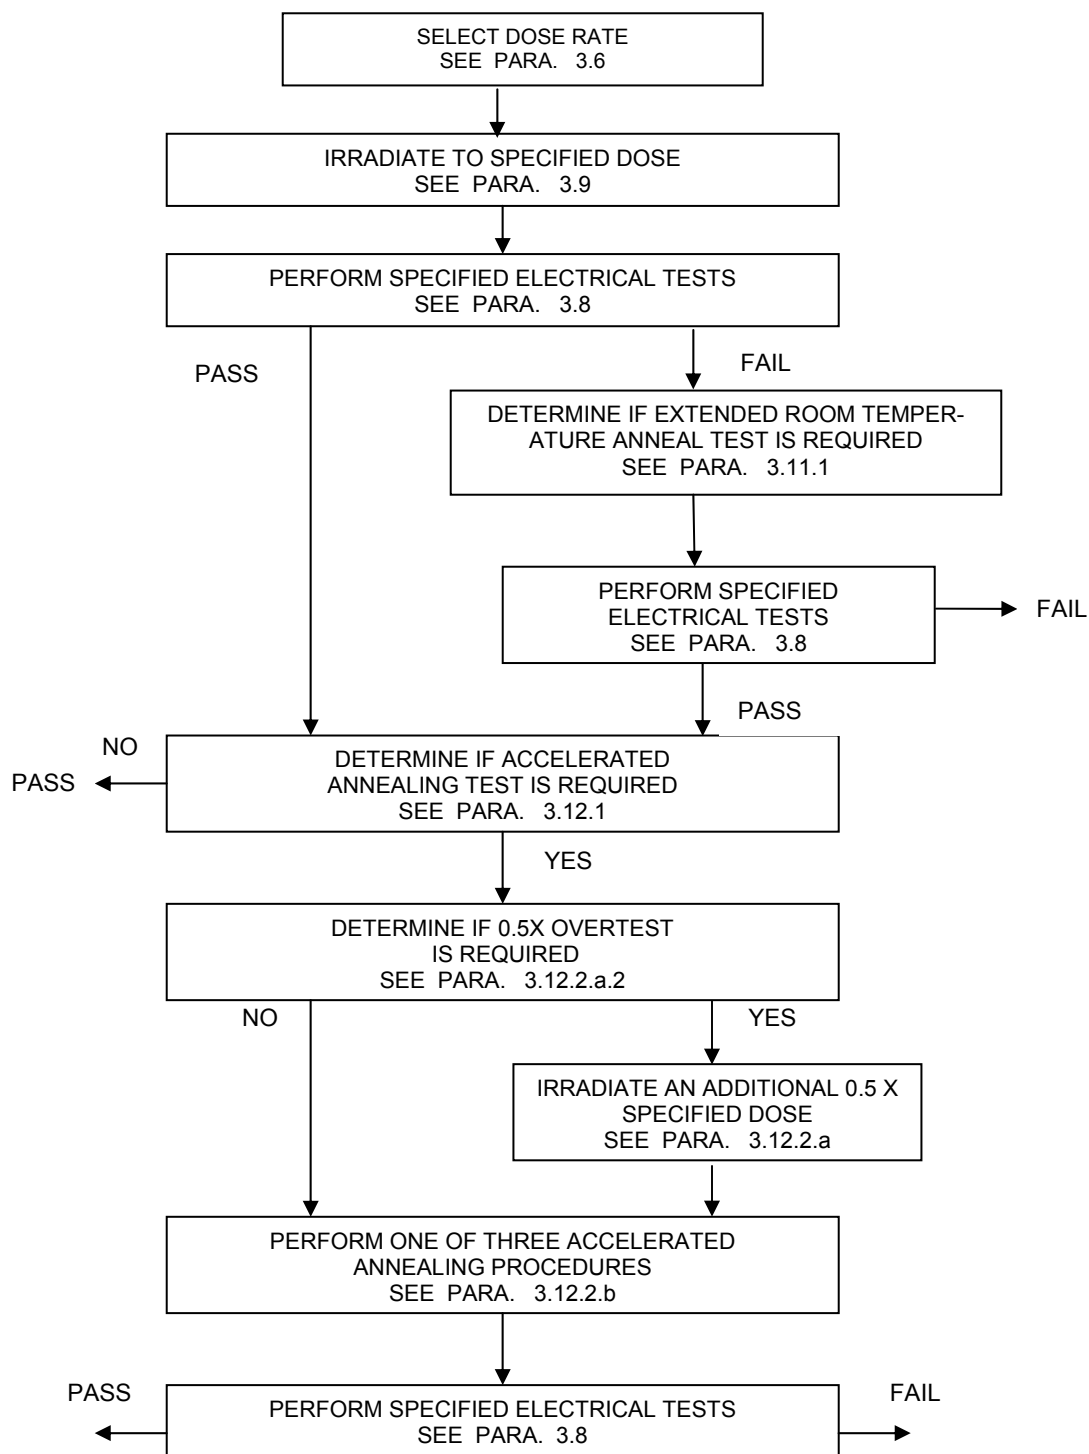 SELECT DOSE RATE
SEE PARA. 3.6
IRRADIATE TO SPECIFIED DOSE
SEE PARA. 3.9
PERFORM SPECIFIED ELECTRICAL TESTS
SEE PARA. 3.8
PASS
FAIL
DETERMINE IF EXTENDED ROOM TEMPER-
ATURE ANNEAL TEST IS REQUIRED
SEE PARA. 3.11.1
PERFORM SPECIFIED
ELECTRICAL TESTS
SEE PARA. 3.8
FAIL
PASS
NO
PASS
DETERMINE IF ACCELERATED
ANNEALING TEST IS REQUIRED
SEE PARA. 3.12.1
YES
DETERMINE IF 0.5X OVERTEST
IS REQUIRED
SEE PARA. 3.12.2.a.2
NO
YES
IRRADIATE AN ADDITIONAL 0.5 X
SPECIFIED DOSE
SEE PARA. 3.12.2.a
PERFORM ONE OF THREE ACCELERATED
ANNEALING PROCEDURES
SEE PARA. 3.12.2.b
PASS
FAIL
PERFORM SPECIFIED ELECTRICAL TESTS
SEE PARA. 3.8